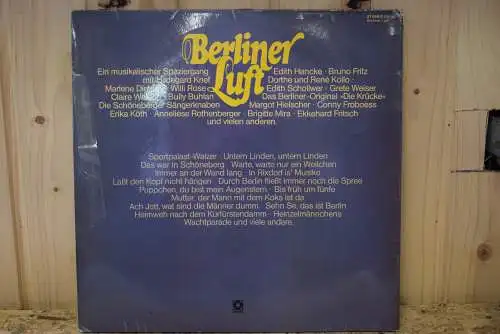 Berliner
Luft
Ein musikalischer Spaziergang
mit Hildegard Knef
Marlene Dietrich Willi Rose
Claire Waldoff Bully Buhlan
Die Schöneberger Sängerknaben
Edith Hancke · Bruno Fritz
Dorthe und René Kollo
Edith Schollwer · Grete Weiser
Das Berliner-Original »Die Krücke«
Margot Hielscher · Conny Froboess
Erika Köth · Anneliese Rothenberger · Brigitte Mira · Ekkehard Fritsch
und vielen anderen.
Sportpalast-Walzer · Untern Linden, untern Linden
Das war in Schöneberg · Warte, warte nur ein Weilchen
Immer an der Wand lang · In Rixdorf is' Musike
Laßt den Kopf nicht hängen · Durch Berlin fließt immer noch die Spree
Püppchen, du bist mein Augenstern · Bis früh um fünfe
Mutter, der Mann mit dem Koks ist da
Ach Jott, wat sind die Männer dumm. · Sehn Se, das ist Berlin
Heimweh nach dem Kurfürstendamm · Heinzelmännchens
Wachtparade und viele andere.